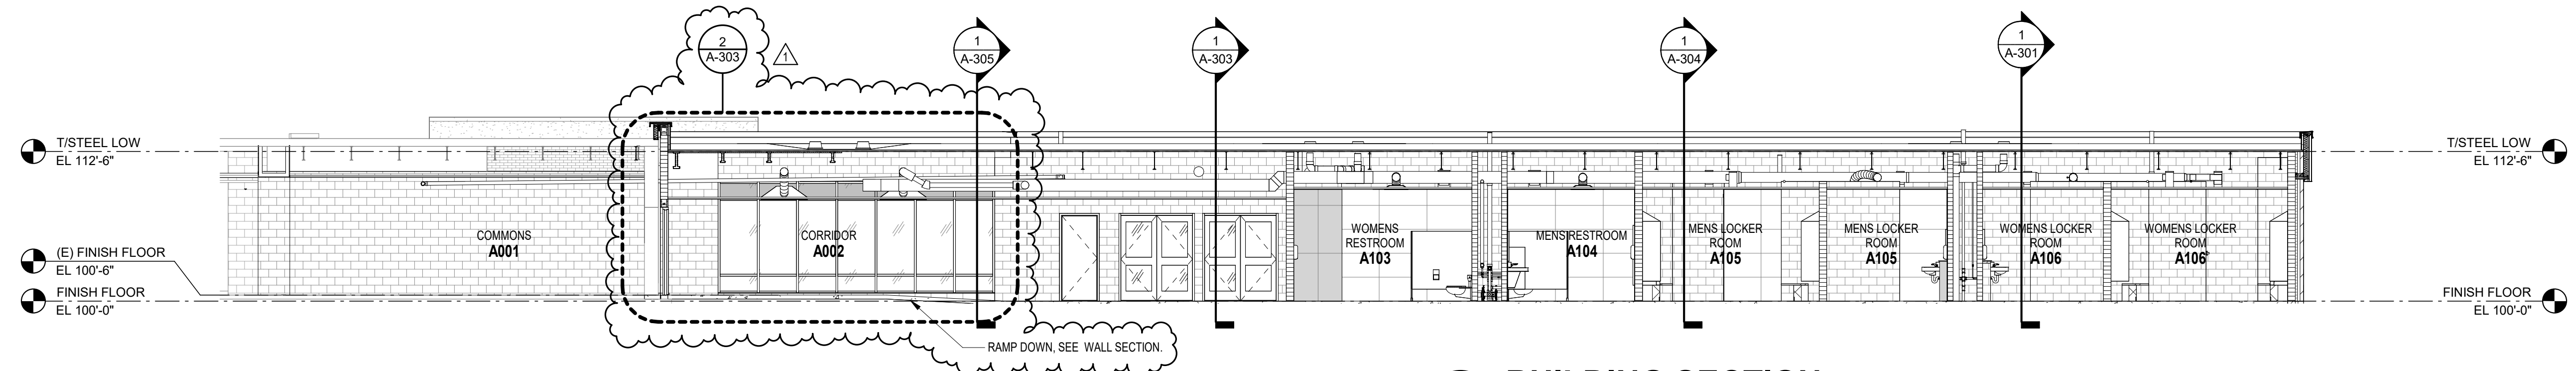 2
A-303
1
1
A-305
1
A-303
1
A-304
1
A-301
T/STEEL LOW
EL 112'-6"
T/STEEL LOW
EL 112'-6"
COMMONS
A001
CORRIDOR
A002
WOMENS
RESTROOM
A103
MENS RESTROOM
A104
MENS LOCKER
ROOM
A105
MENS LOCKER
ROOM
A105
WOMENS LOCKER
ROOM
A106
WOMENS LOCKER
ROOM
A106
(E) FINISH FLOOR
EL 100'-6"
FINISH FLOOR
EL 100'-0"
FINISH FLOOR
EL 100'-0"
RAMP DOWN, SEE WALL SECTION.
BUILDING SECTION